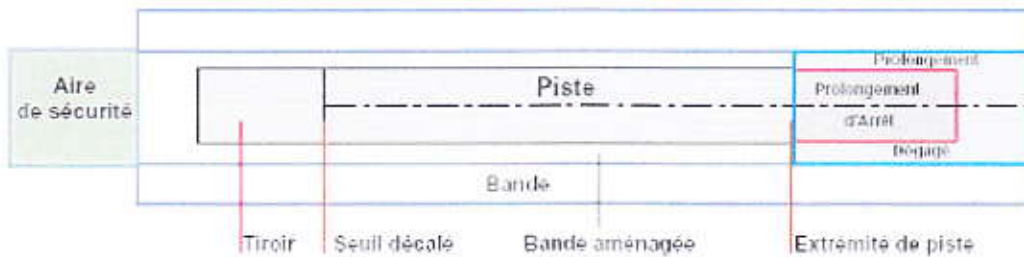 Prolongement
Aire
de sécurité
Piste
Prolongement
d'Arrêt
Dégagé
Bande
Tiroir
Seuil décalé
Bande aménagée
Extrémité de piste